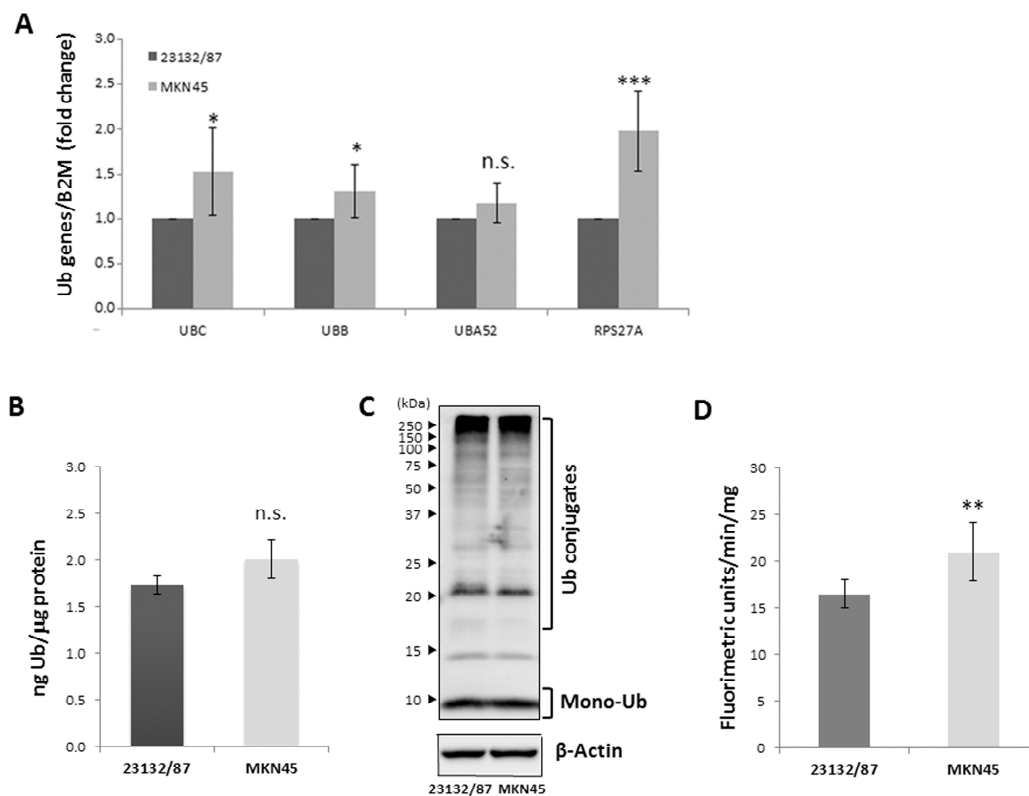 A
Ub genes/B2M (fold change)
3.0
2.5
2.0
1.5
1.0
0.5
0.0
23132/87
MKN45
*
*
n.s.
***
UBC
UBB
UBA52
RPS27A
B
ng Ub/µg protein
3.0
2.5
2.0
1.5
1.0
0.5
0.0
n.s.
23132/87
MKN45
C
(kDa)
250
150
100
75
50
37
25
20
15
10
Ub conjugates
Mono-Ub
β-Actin
23132/87 MKN45
D
Fluorimetric units/min/mg
30
25
20
15
10
5
0
**
23132/87
MKN45